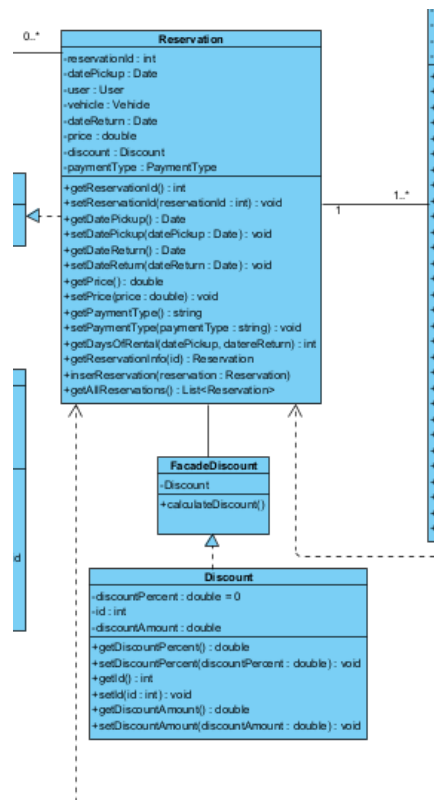 0..*
Reservation
-reservationId : int
-datePickup : Date
-user : User
-vehicle : Vehicle
-dateReturn : Date
-price : double
-discount : Discount
-paymentType : PaymentType
+getReservationId() : int
+setReservationId(reservationId : int) : void
+getDatePickup() : Date
+setDatePickup(datePickup : Date) : void
+getDateReturn() : Date
+setDateReturn(dateReturn : Date) : void
+getPrice() : double
+setPrice(price : double) : void
+getPaymentType() : string
+setPaymentType(paymentType : string) : void
+getDaysOfRental(datePickup, datereReturn) : int
+getReservationInfo(id) : Reservation
+inserReservation(reservation : Reservation)
+getAllReservations() : List<Reservation>
1
1..*
FacadeDiscount
-Discount
+calculateDiscount()
id
Discount
-discountPercent : double = 0
-id : int
-discountAmount : double
+getDiscountPercent() : double
+setDiscountPercent(discountPercent : double) : void
+getId() : int
+setId(id : int) : void
+getDiscountAmount() : double
+setDiscountAmount(discountAmount : double) : void